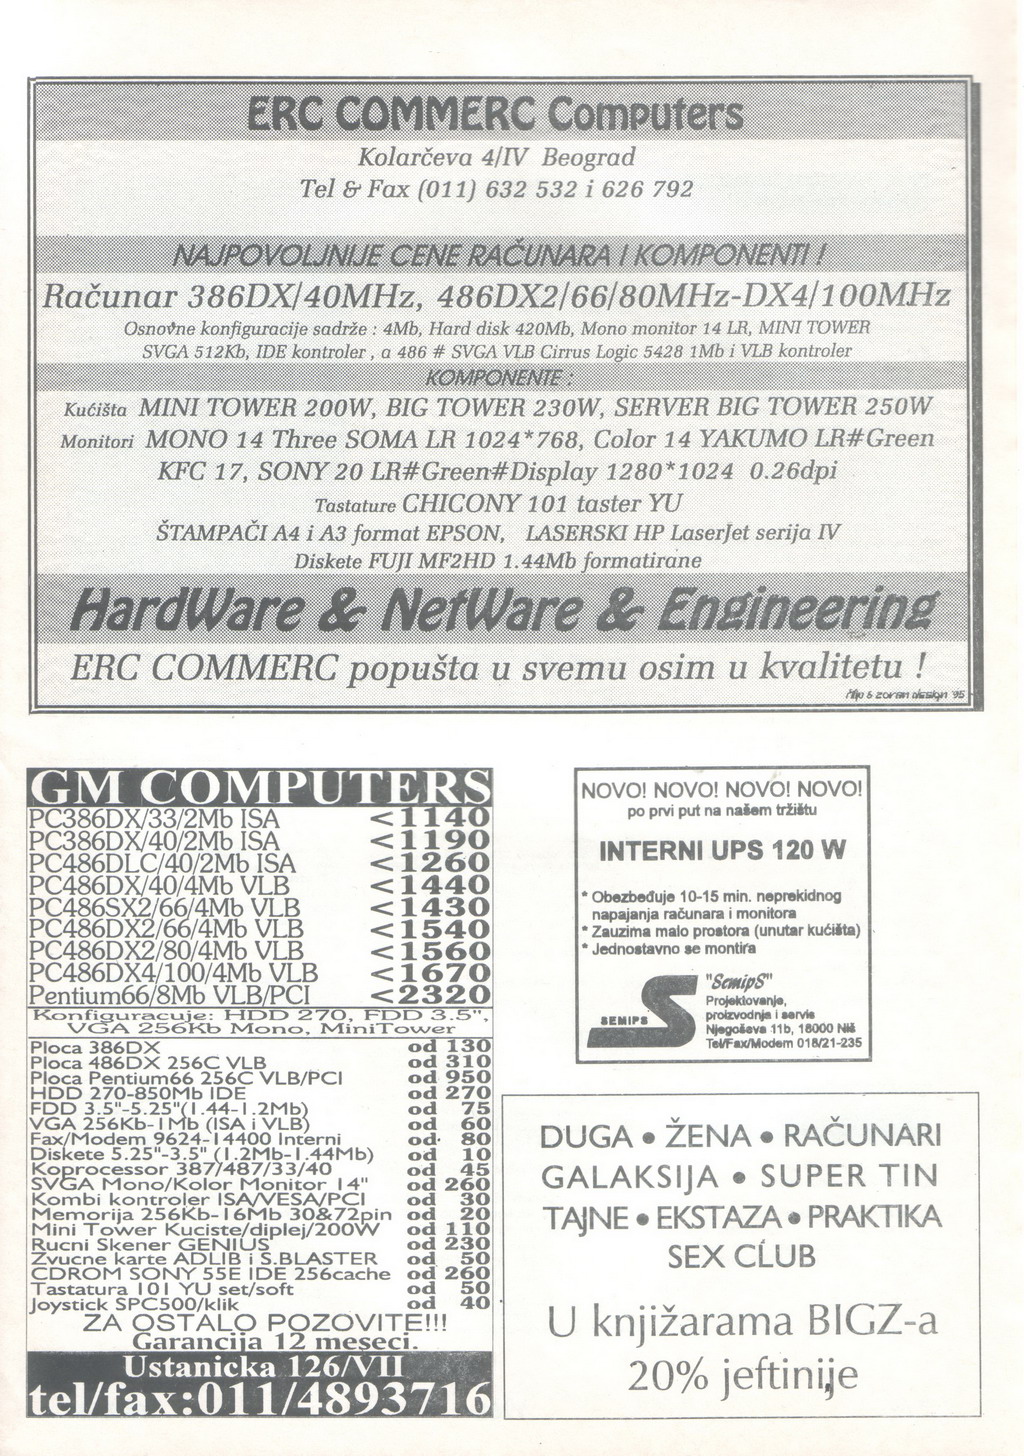 ERC COMMERC Computers
Kolarčeva 4/IV Beograd
Tel & Fax (011) 632 532 i 626 792
NAJPOVOLJNIJE CENE RAČUNARA I KOMPONENTI !
Računar 386DX/40MHz, 486DX2/66/80MHz-DX4/100MHz
Osnovne konfiguracije sadrže : 4Mb, Hard disk 420Mb, Mono monitor 14 LR, MINI TOWER
SVGA 512Kb, IDE kontroler , a 486 # SVGA VLB Cirrus Logic 5428 1Mb i VLB kontroler
KOMPONENTE :
Kućišta MINI TOWER 200W, BIG TOWER 230W, SERVER BIG TOWER 250W
Monitori MONO 14 Three SOMA LR 1024*768, Color 14 YAKUMO LR#Green
KFC 17, SONY 20 LR#Green#Display 1280*1024 0.26dpi
Tastature CHICONY 101 taster YU
ŠTAMPAČI A4 i A3 format EPSON, LASERSKI HP LaserJet serija IV
Diskete FUJI MF2HD 1.44Mb formatirane
HardWare & NetWare & Engineering
ERC COMMERC popušta u svemu osim u kvalitetu !
& zoran design '95
GM COMPUTERS
PC386DX/33/2Mb ISA <1140
PC386DX/40/2Mb ISA <1190
PC486DLC/40/2Mb ISA <1260
PC486DX/40/4Mb VLB <1440
PC486SX2/66/4Mb VLB <1430
PC486DX2/66/4Mb VLB <1540
PC486DX2/80/4Mb VLB <1560
PC486DX4/100/4Mb VLB <1670
Pentium66/8Mb VLB/PCI <2320
Konfiguracuje: HDD 270, FDD 3.5",
VGA 256Kb Mono, MiniTower
Ploca 386DX od 130
Ploca 486DX 256C VLB od 310
Ploca Pentium66 256C VLB/PCI od 950
HDD 270-850Mb IDE od 270
FDD 3.5"-5.25"(1.44-1.2Mb) od 75
VGA 256Kb-1Mb (ISA i VLB) od 60
Fax/Modem 9624-14400 Interni od 80
Diskete 5.25"-3.5" (1.2Mb-1.44Mb) od 10
Koprocessor 387/487/33/40 od 45
SVGA Mono/Kolor Monitor 14" od 260
Kombi kontroler ISA/VESA/PCI od 30
Memorija 256Kb-16Mb 30&72pin od 20
Mini Tower Kuciste/diplej/200W od 110
Rucni Skener GENIUS od 230
Zvucne karte ADLIB i S.BLASTER od 50
CDROM SONY 55E IDE 256cache od 260
Tastatura 101 YU set/soft od 50
Joystick SPC500/klik od 40
ZA OSTALO POZOVITE!!!
Garancija 12 meseci.
Ustanicka 126/VII
tel/fax:011/4893716
NOVO! NOVO! NOVO! NOVO!
po prvi put na našem tržištu
INTERNI UPS 120 W
* Obezbeđuje 10-15 min. neprekidnog
napajanja računara i monitora
* Zauzima malo prostora (unutar kućišta)
* Jednostavno se montira
SEMIPS
"SemipS"
Projektovanje,
proizvodnja i servis
Njegoševa 11b, 18000 Niš
Tel/Fax/Modem 018/21-235
DUGA • ŽENA • RAČUNARI
GALAKSIJA • SUPER TIN
TAJNE • EKSTAZA • PRAKTIKA
SEX CLUB
U knjižarama BIGZ-a
20% jeftinije